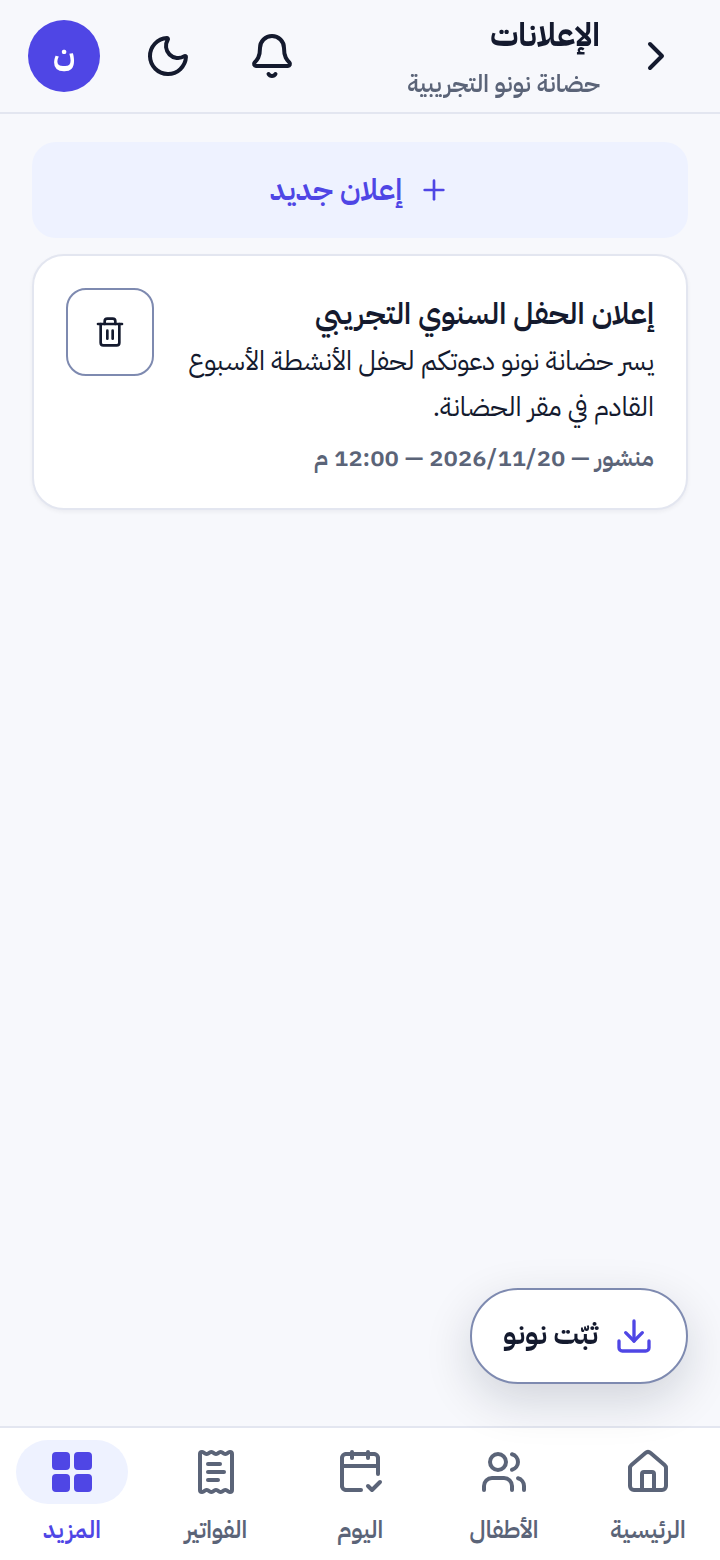 الإعلانات
حضانة نونو التجريبية
ن
إعلان جديد
إعلان الحفل السنوي التجريبي
يسر حضانة نونو دعوتكم لحفل الأنشطة الأسبوع
القادم في مقر الحضانة.
منشور — 2026/11/20 — 12:00 م
ثبّت نونو
الرئيسية
الأطفال
اليوم
الفواتير
المزيد